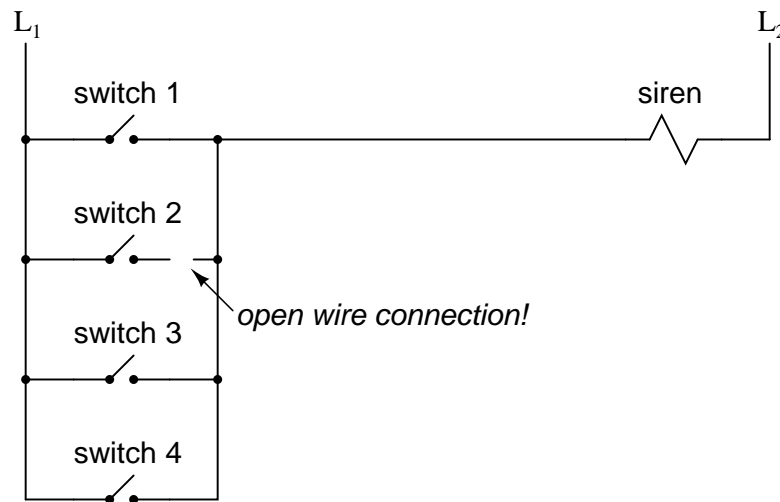 L1 L2
switch 1 siren
switch 2
open wire connection!
switch 3
switch 4